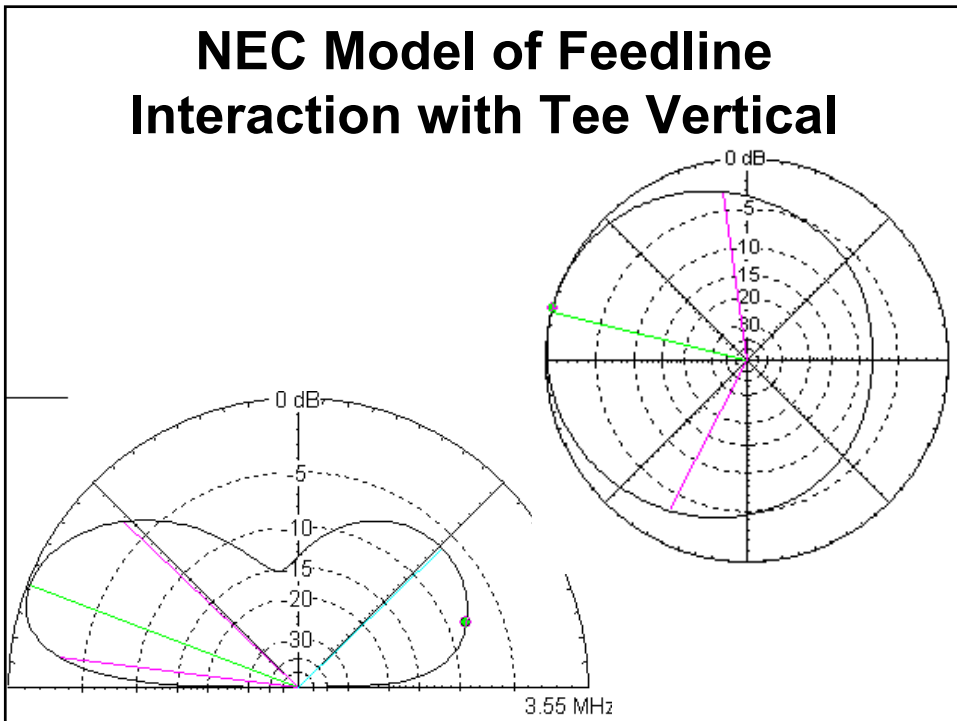 NEC Model of Feedline
Interaction with Tee Vertical
0 dB
-5
-10
-15
-20
-30
0 dB
-5
-10
15
-20
-30
3.55 MHz